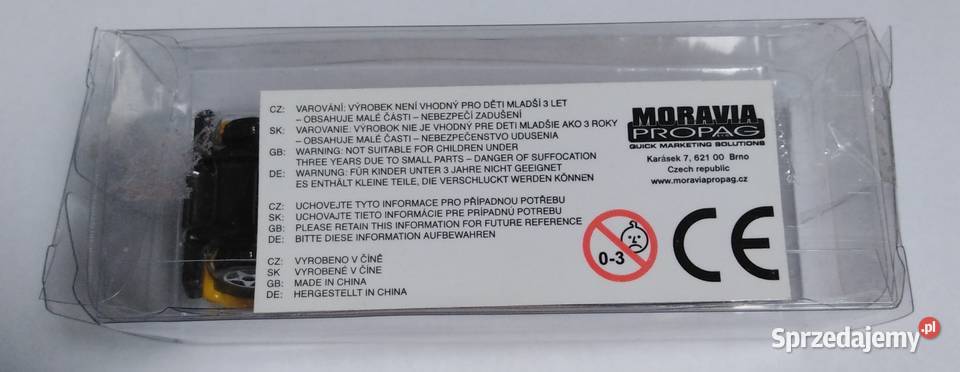 CZ: VAROVÁNÍ: VÝROBEK NENÍ VHODNÝ PRO DĚTI MLADŠÍ 3 LET
– OBSAHUJE MALÉ ČÁSTI – NEBEZPEČÍ ZADUŠENÍ
SK: VAROVANIE: VÝROBOK NIE JE VHODNÝ PRE DETI MLADŠIE AKO 3 ROKY
– OBSAHUJE MALÉ ČASTI – NEBEZPEČENSTVO UDUSENIA
GB: WARNING: NOT SUITABLE FOR CHILDREN UNDER
THREE YEARS DUE TO SMALL PARTS – DANGER OF SUFFOCATION
DE: WARNUNG: FÜR KINDER UNTER 3 JAHRE NICHT GEEIGNET
ES ENTHÄLT KLEINE TEILE, DIE VERSCHLUCKT WERDEN KÖNNEN
CZ: UCHOVEJTE TYTO INFORMACE PRO PŘÍPADNOU POTŘEBU
SK: UCHOVAJTE TIETO INFORMÁCIE PRE PRÍPADNÚ POTREBU
GB: PLEASE RETAIN THIS INFORMATION FOR FUTURE REFERENCE
DE: BITTE DIESE INFORMATION AUFBEWAHREN
CZ: VYROBENO V ČÍNĚ
SK VYROBENÉ V ČÍNE
GB: MADE IN CHINA
DE: HERGESTELLT IN CHINA
MORAVIA
PROPAG
QUICK MARKETING SOLUTIONS
Karásek 7, 621 00 Brno
Czech republic
www.moraviapropag.cz
0-3
CE
Sprzedajemy.pl